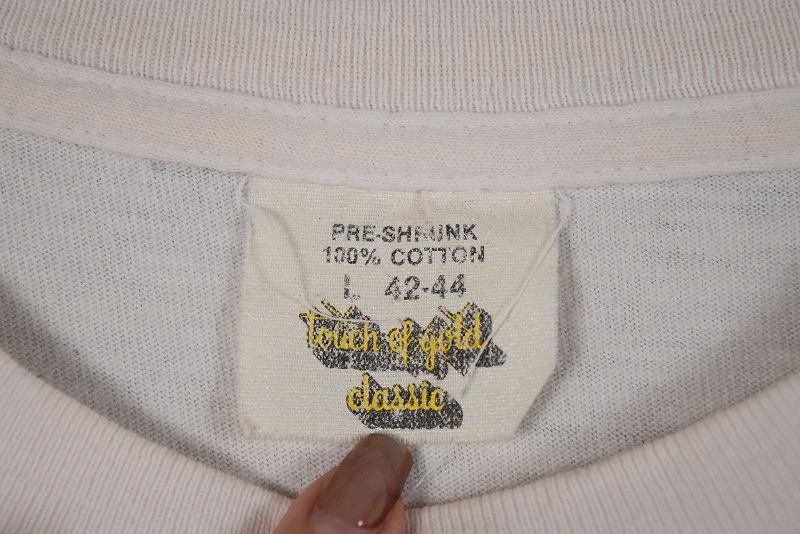 PRE-SHRUNK
100% COTTON
L 42-44
touch of gold
classic